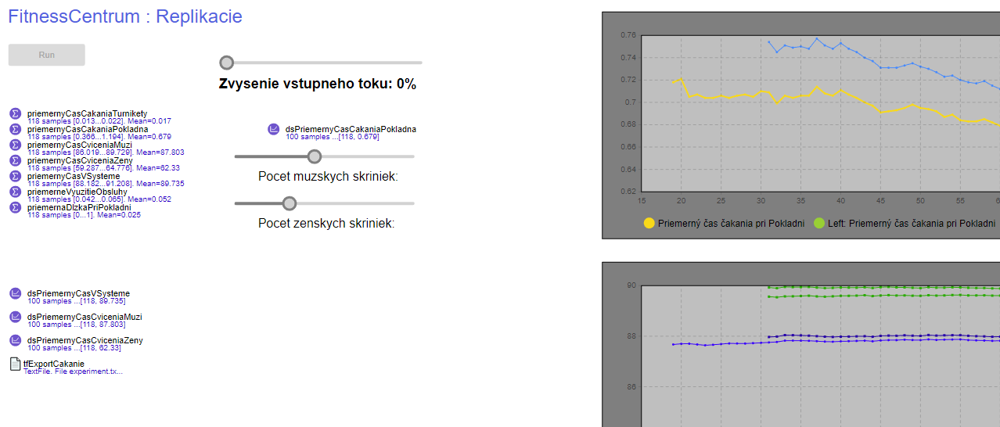 FitnessCentrum : Replikacie
Run
Zvysenie vstupneho toku: 0%
priemernyCasCakaniaTurnikety
118 samples [0.013...0.022]. Mean=0.017
priemernyCasCakaniaPokladna
118 samples [0.366...1.194]. Mean=0.679
priemernyCasCviceniaMuzi
118 samples [86.019...89.729]. Mean=87.803
priemernyCasCviceniaZeny
118 samples [59.287...64.776]. Mean=62.33
priemernyCasVSysteme
118 samples [88.182...91.208]. Mean=89.735
priemerneVyuzitieObsluhy
118 samples [0.042...0.065]. Mean=0.052
priemernaDlzkaPriPokladni
118 samples [0...1]. Mean=0.025
dsPriemernyCasCakaniaPokladna
100 samples ...[118, 0.679]
Pocet muzskych skriniek:
Pocet zenskych skriniek:
dsPriemernyCasVSysteme
100 samples ...[118, 89.735]
dsPriemernyCasCviceniaMuzi
100 samples ...[118, 87.803]
dsPriemernyCasCviceniaZeny
100 samples ...[118, 62.33]
tfExportCakanie
TextFile. File experiment.tx...
0.76
0.74
0.72
0.7
0.68
0.66
0.64
0.62
15 20 25 30 35 40 45 50 55
Priemerný čas čakania pri Pokladni Left: Priemerný čas čakania pri Pokladni
90
88
86